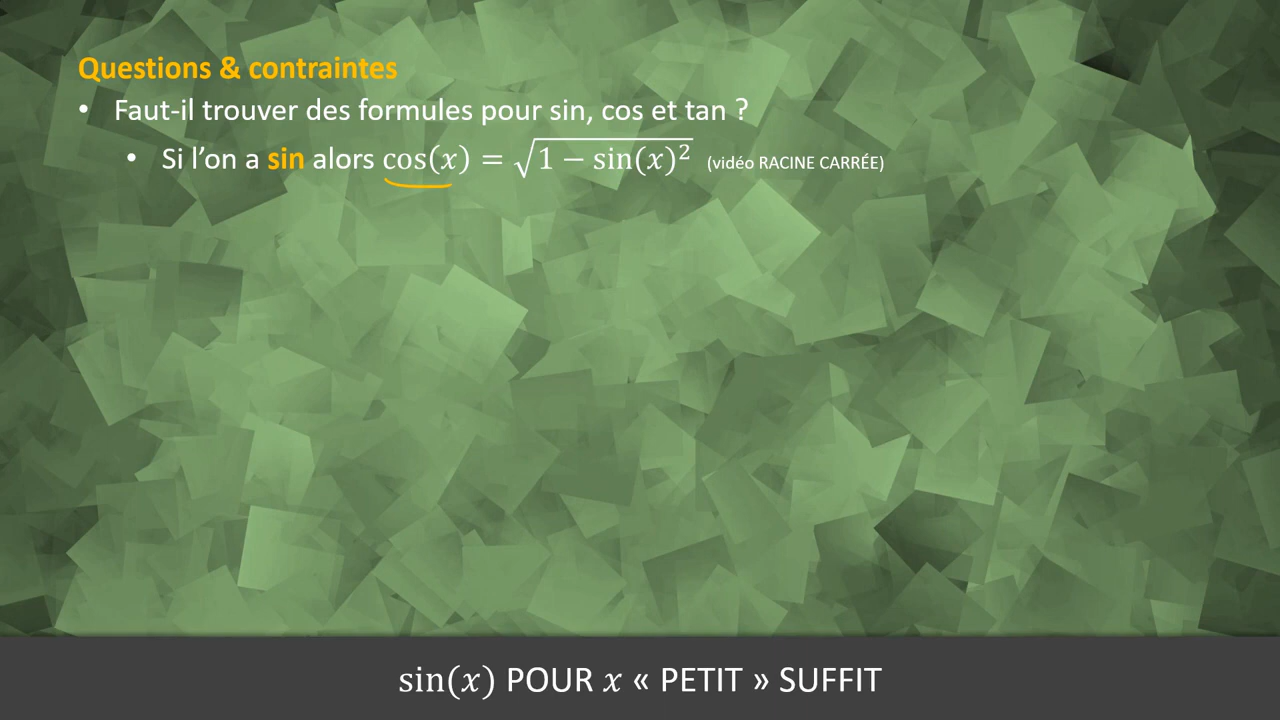 Questions & contraintes
• Faut-il trouver des formules pour sin, cos et tan ?
• Si l’on a sin alors cos(𝑥) = √(1 − sin(𝑥)²) (vidéo RACINE CARRÉE)
sin(𝑥) POUR 𝑥 « PETIT » SUFFIT